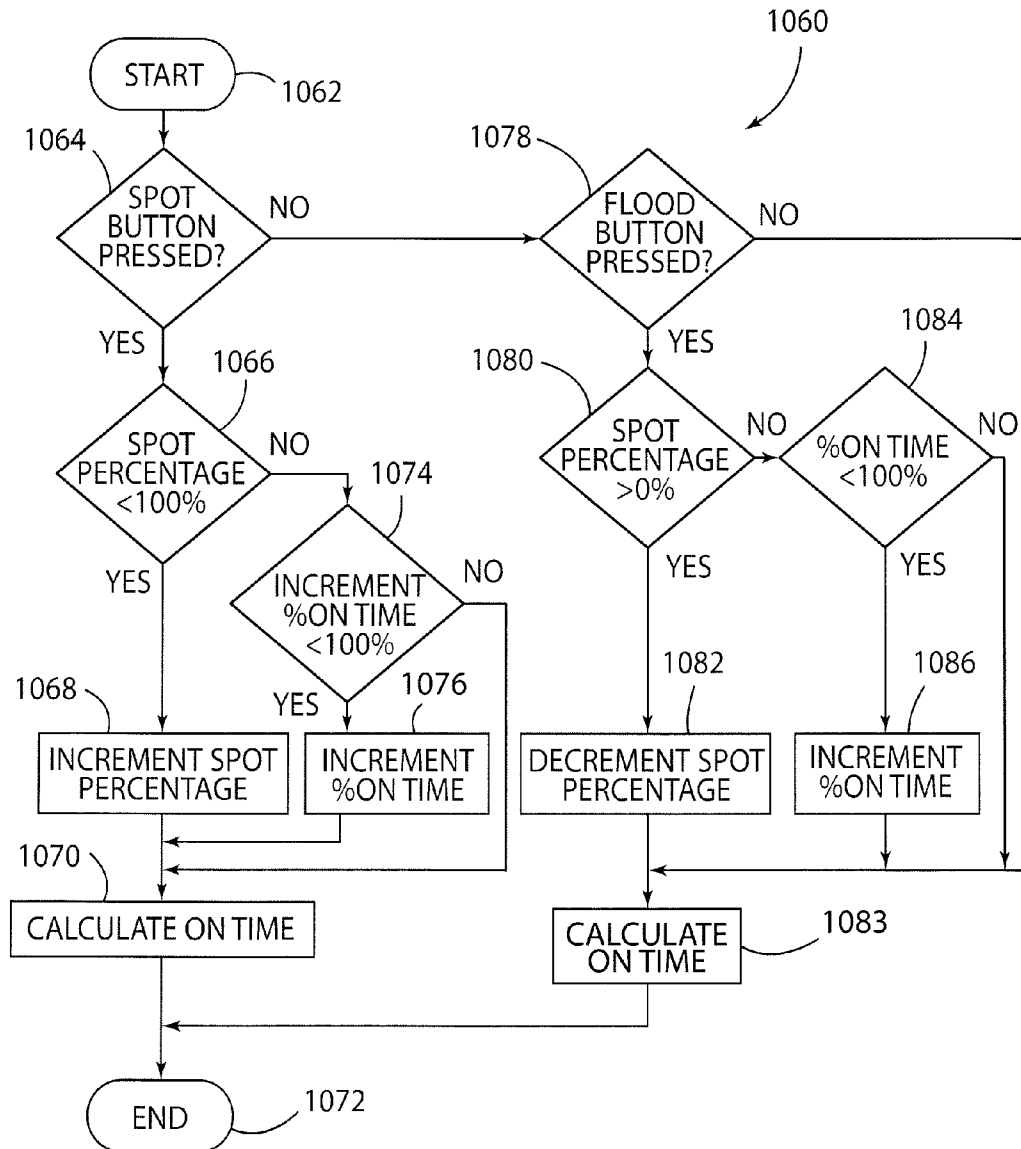 1060
START
1062
1064
SPOT
BUTTON
PRESSED?
NO
YES
1078
FLOOD
BUTTON
PRESSED?
NO
YES
1066
SPOT
PERCENTAGE
<100%
NO
YES
1074
INCREMENT
%ON TIME
<100%
NO
YES
1080
SPOT
PERCENTAGE
>0%
NO
YES
1084
%ON TIME
<100%
NO
YES
1068
INCREMENT SPOT
PERCENTAGE
1076
INCREMENT
%ON TIME
1082
DECREMENT SPOT
PERCENTAGE
1086
INCREMENT
%ON TIME
1070
CALCULATE ON TIME
CALCULATE
ON TIME
1083
END
1072